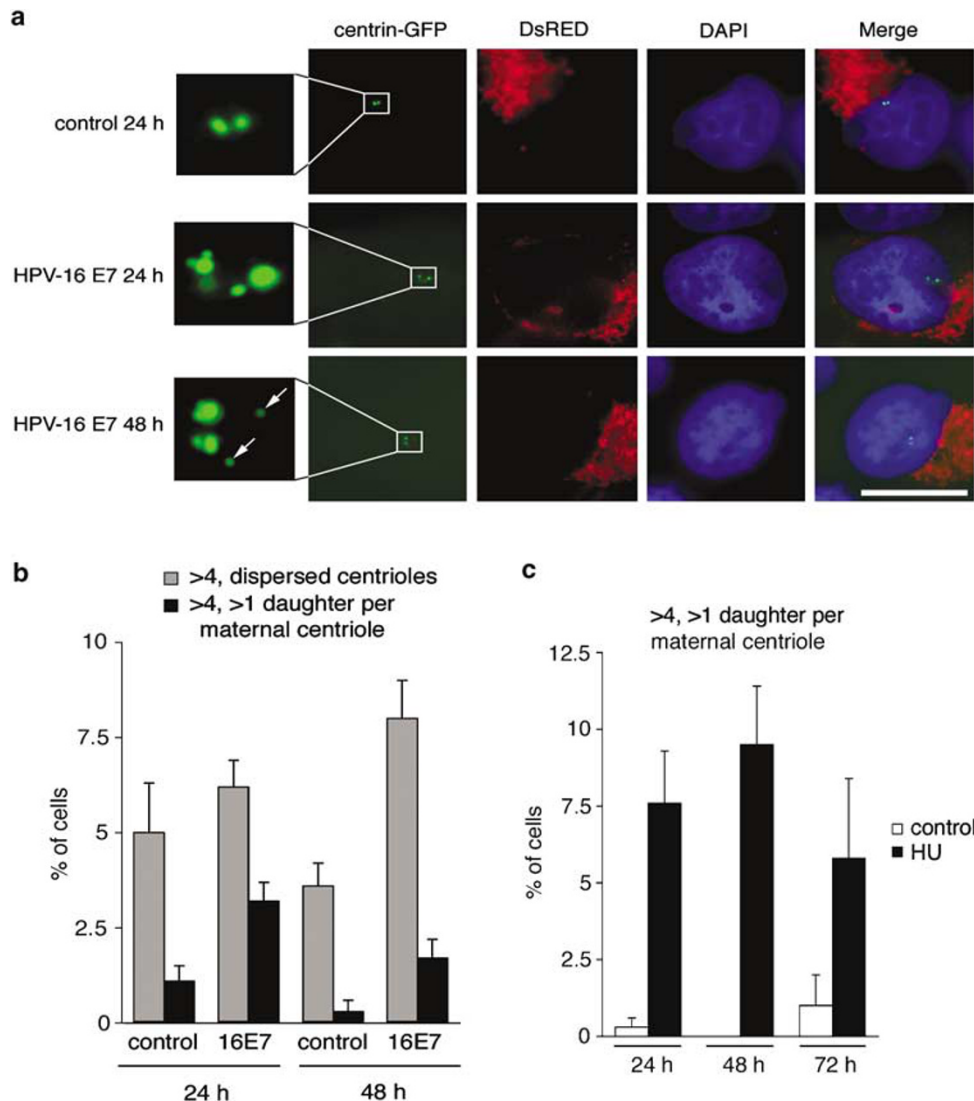 a
centrin-GFP DsRED DAPI Merge
control 24 h
HPV-16 E7 24 h
HPV-16 E7 48 h
b
>4, dispersed centrioles
>4, >1 daughter per
maternal centriole
10
7.5
5
2.5
0
% of cells
control 16E7 control 16E7
24 h 48 h
c
>4, >1 daughter per
maternal centriole
12.5
10
7.5
5
2.5
0
% of cells
control
HU
24 h 48 h 72 h